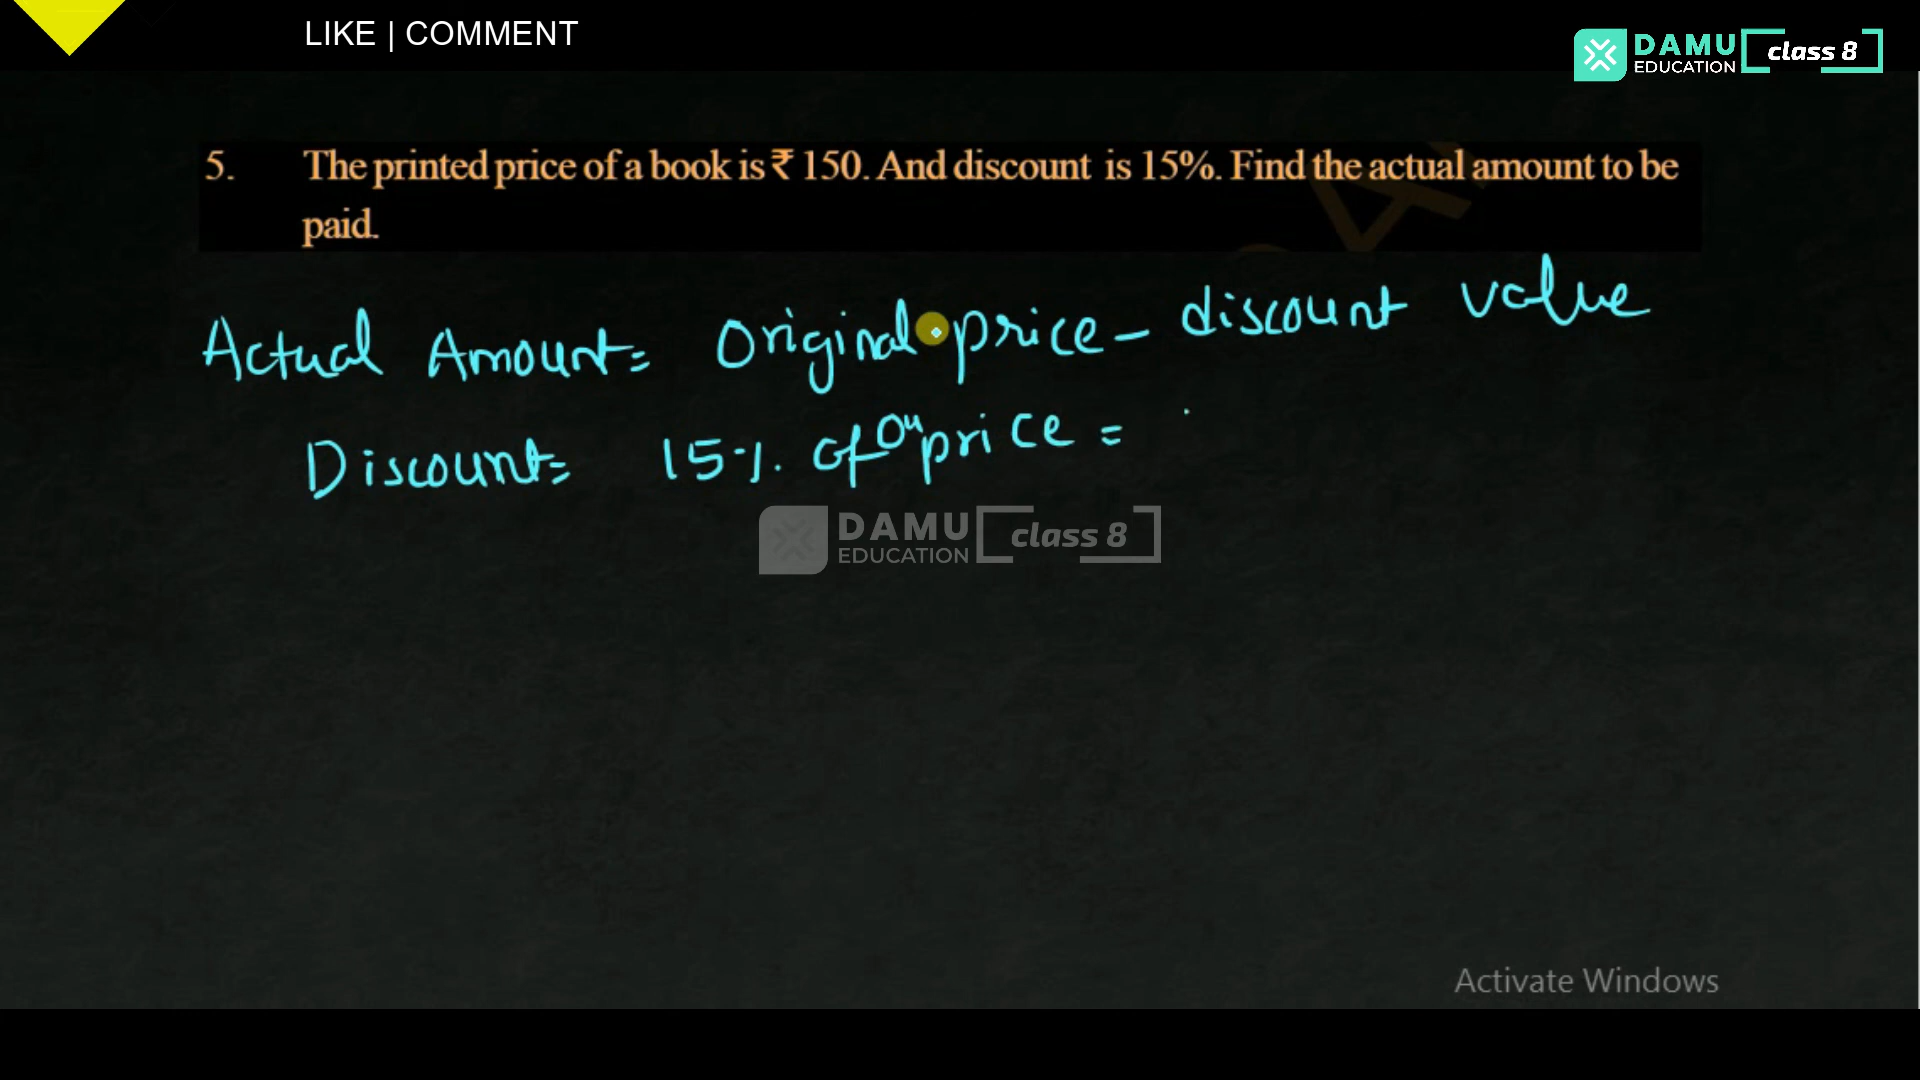 LIKE | COMMENT
DAMU EDUCATION class 8
5. The printed price of a book is ₹ 150. And discount is 15%. Find the actual amount to be
paid.
Actual Amount = Original price - discount value
Discount = 15% of price =
DAMU EDUCATION class 8
Activate Windows